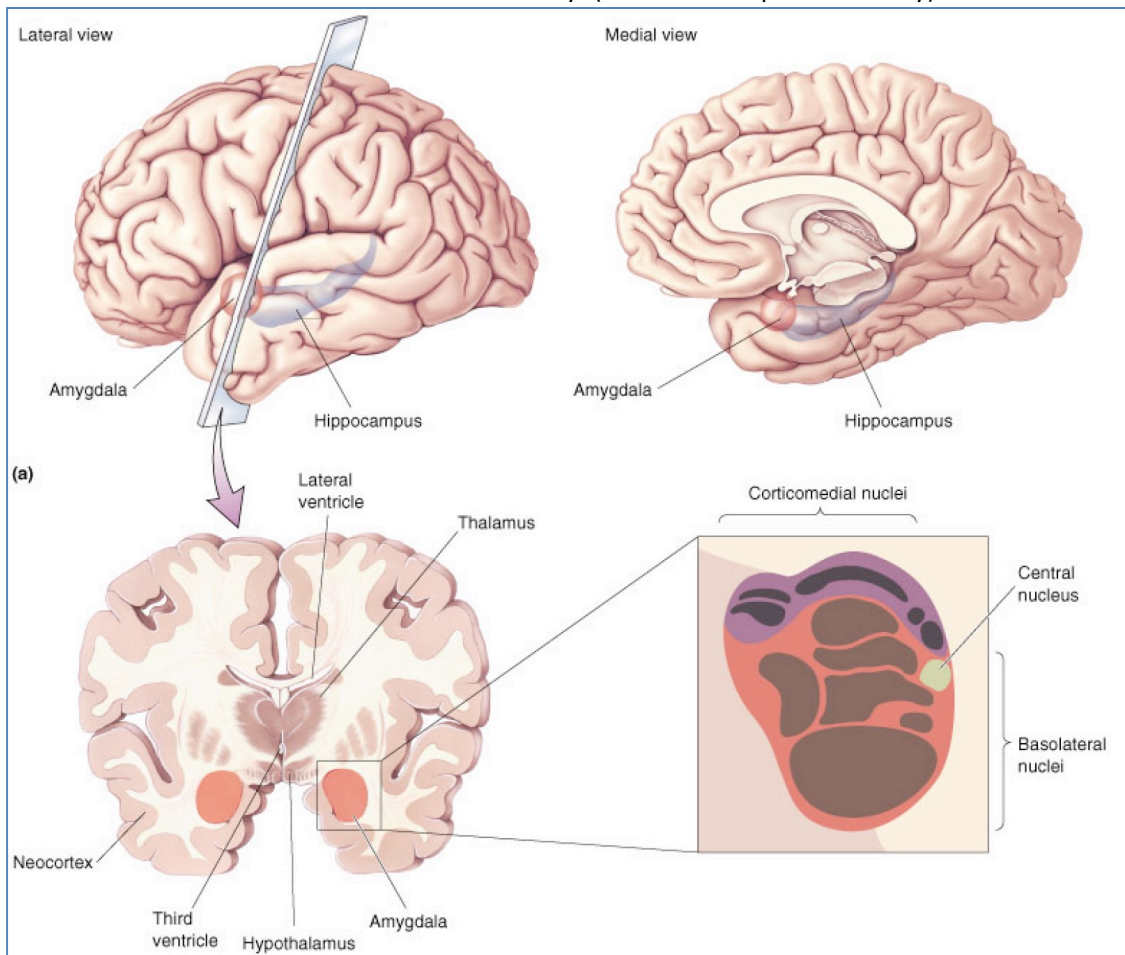 Lateral view
Medial view
Amygdala
Hippocampus
Amygdala
Hippocampus
(a)
Lateral
ventricle
Thalamus
Corticomedial nuclei
Central
nucleus
Basolateral
nuclei
Neocortex
Third
ventricle
Hypothalamus
Amygdala